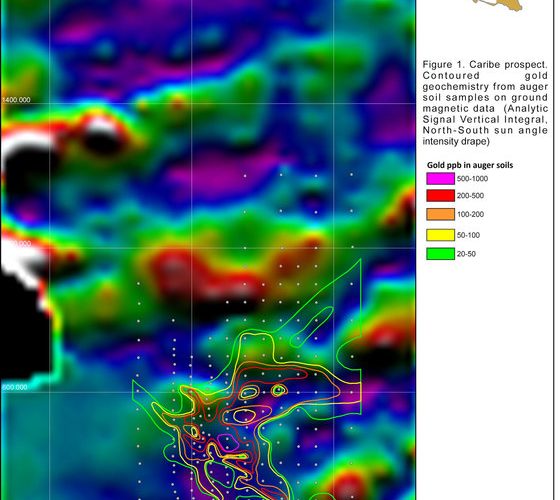 Figure 1. Caribe prospect.
Contoured gold
geochemistry from auger
soil samples on ground
magnetic data (Analytic
Signal Vertical Integral,
North-South sun angle
intensity drape)
Gold ppb in auger soils
500-1000
200-500
100-200
50-100
20-50
1400.000
600.000